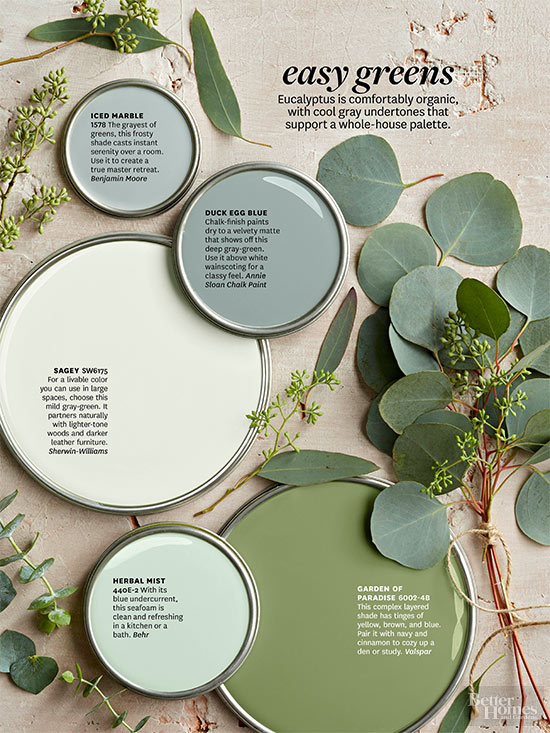 easy greens
Eucalyptus is comfortably organic,
with cool gray undertones that
support a whole-house palette.
ICED MARBLE
1578 The grayest of
greens, this frosty
shade casts instant
serenity over a room.
Use it to create a
true master retreat.
Benjamin Moore
DUCK EGG BLUE
Chalk-finish paints
dry to a velvety matte
that shows off this
deep gray-green.
Use it above white
wainscoting for a
classy feel. Annie
Sloan Chalk Paint
SAGEY SW6175
For a livable color
you can use in large
spaces, choose this
mild gray-green. It
partners naturally
with lighter-tone
woods and darker
leather furniture.
Sherwin-Williams
HERBAL MIST
440E-2 With its
blue undercurrent,
this seafoam is
clean and refreshing
in a kitchen or a
bath. Behr
GARDEN OF
PARADISE 6002-4B
This complex layered
shade has tinges of
yellow, brown, and blue.
Pair it with navy and
cinnamon to cozy up a
den or study. Valspar
Better
Homes
and Gardens